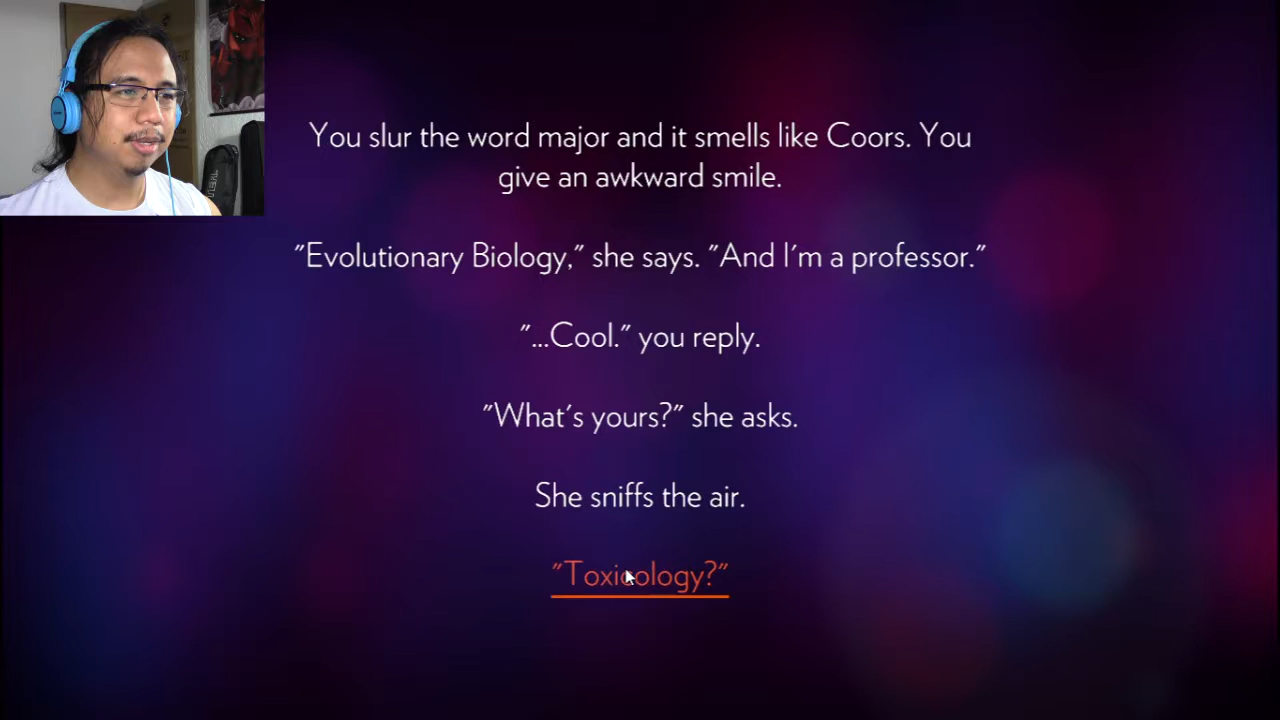 You slur the word major and it smells like Coors. You
give an awkward smile.
"Evolutionary Biology," she says. "And I'm a professor."
"...Cool." you reply.
"What's yours?" she asks.
She sniffs the air.
"Toxicology?"